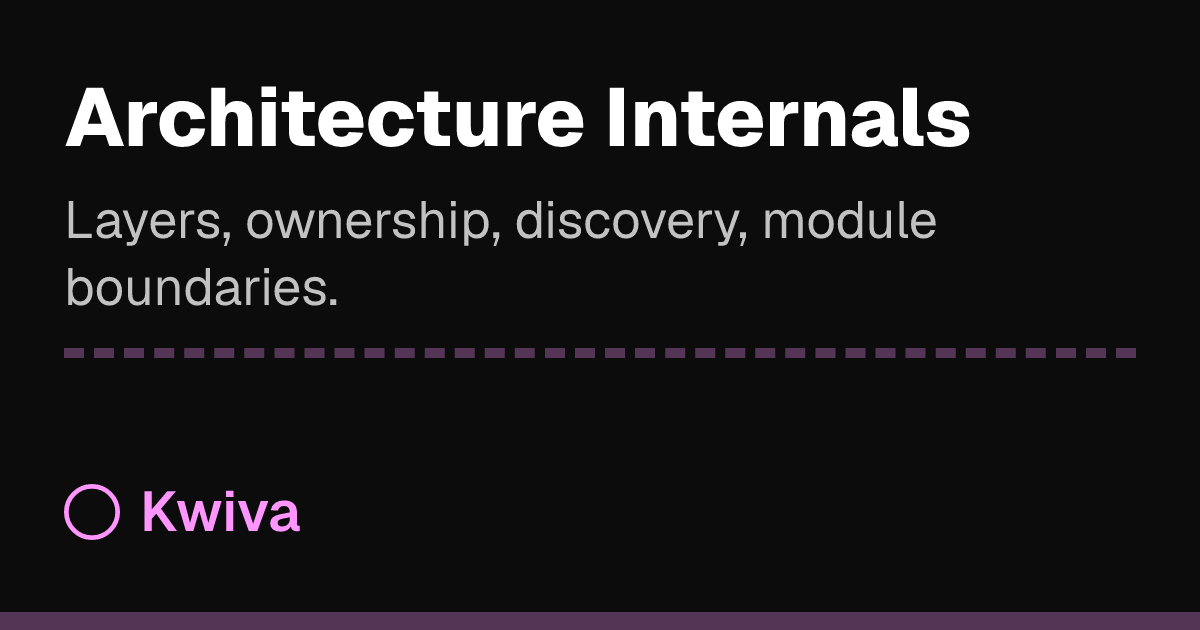 Architecture Internals
Layers, ownership, discovery, module
boundaries.
Kwiva